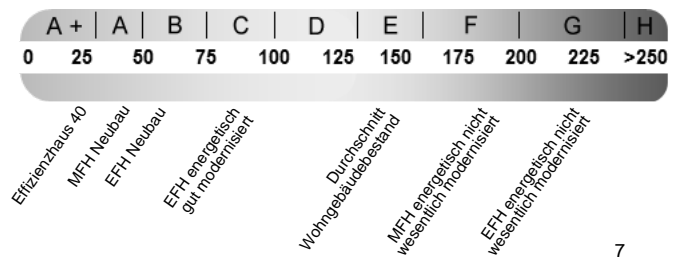 A + | A | B | C | D | E | F | G | H
0 25 50 75 100 125 150 175 200 225 >250
Effizienzhaus 40
MFH Neubau
EFH Neubau
EFH energetisch
gut modernisiert
Durchschnitt
Wohngebäudebestand
MFH energetisch nicht
wesentlich modernisiert
EFH energetisch nicht
wesentlich modernisiert
7